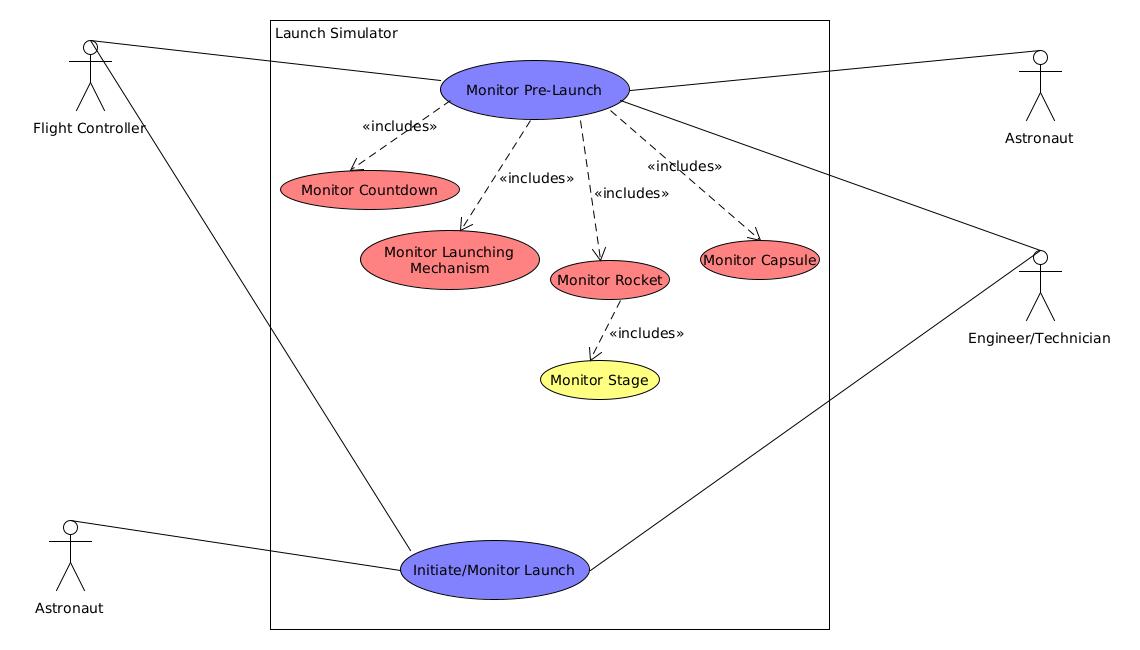 Launch Simulator
Monitor Pre-Launch
Flight Controller
«includes»
Astronaut
«includes»
«includes»
Monitor Countdown
«includes»
Monitor Launching
Mechanism
Monitor Capsule
Monitor Rocket
«includes»
Engineer/Technician
Monitor Stage
Initiate/Monitor Launch
Astronaut